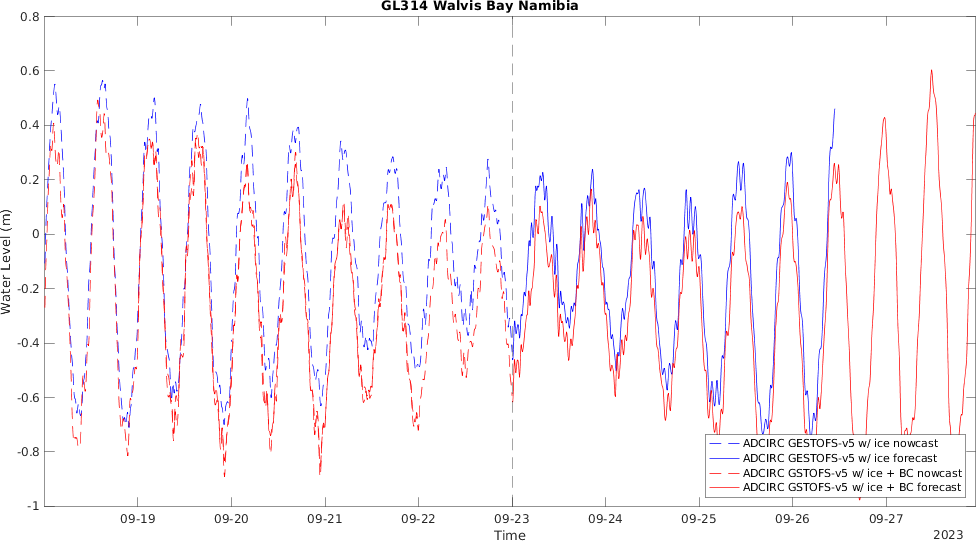 GL314 Walvis Bay Namibia
0.8
0.6
0.4
0.2
0
-0.2
-0.4
-0.6
-0.8
-1
Water Level (m)
ADCIRC GESTOFS-v5 w/ ice nowcast
ADCIRC GESTOFS-v5 w/ ice forecast
ADCIRC GSTOFS-v5 w/ ice + BC nowcast
ADCIRC GSTOFS-v5 w/ ice + BC forecast
09-19 09-20 09-21 09-22 09-23 09-24 09-25 09-26 09-27
Time
2023